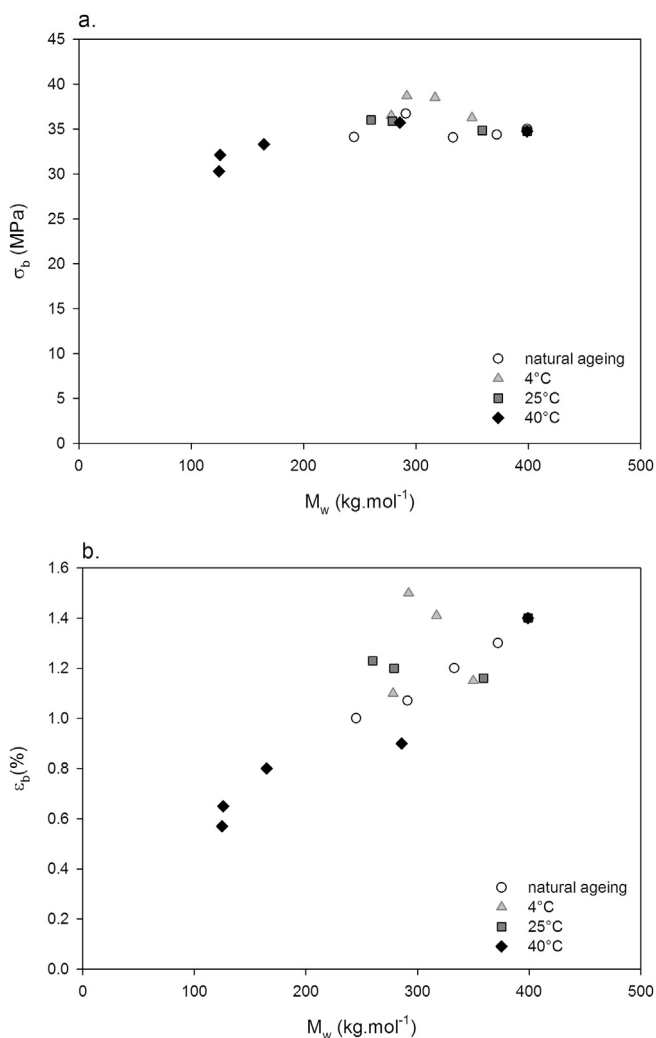 a.
45
40
35
30
25
20
15
10
5
0
σb (MPa)
natural ageing
4°C
25°C
40°C
0 100 200 300 400 500
Mw (kg.mol-1)
b.
1.6
1.4
1.2
1.0
0.8
0.6
0.4
0.2
0.0
εb(%)
natural ageing
4°C
25°C
40°C
0 100 200 300 400 500
Mw (kg.mol-1)